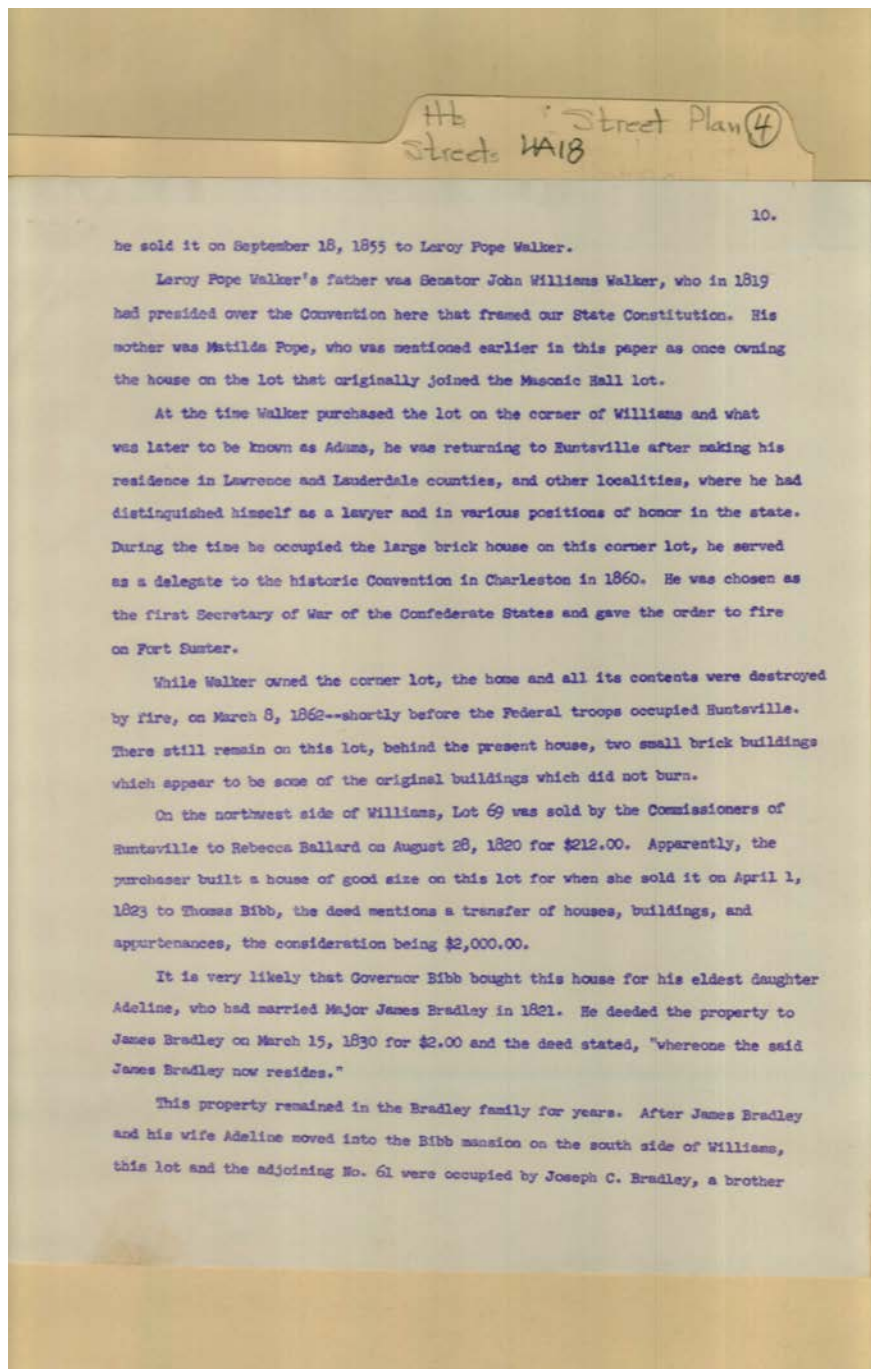 Hb Street Plan 4
Streets 4A18
10.
he sold it on September 18, 1855 to Leroy Pope Walker.
Leroy Pope Walker's father was Senator John Williams Walker, who in 1819
had presided over the Convention here that framed our State Constitution. His
mother was Matilda Pope, who was mentioned earlier in this paper as once owning
the house on the lot that originally joined the Masonic Hall lot.
At the time Walker purchased the lot on the corner of Williams and what
was later to be known as Adams, he was returning to Huntsville after making his
residence in Lawrence and Lauderdale counties, and other localities, where he had
distinguished himself as a lawyer and in various positions of honor in the state.
During the time he occupied the large brick house on this corner lot, he served
as a delegate to the historic Convention in Charleston in 1860. He was chosen as
the first Secretary of War of the Confederate States and gave the order to fire
on Fort Sumter.
While Walker owned the corner lot, the home and all its contents were destroyed
by fire, on March 8, 1862--shortly before the Federal troops occupied Huntsville.
There still remain on this lot, behind the present house, two small brick buildings
which appear to be some of the original buildings which did not burn.
On the northwest side of Williams, Lot 69 was sold by the Commissioners of
Huntsville to Rebecca Ballard on August 28, 1820 for $212.00. Apparently, the
purchaser built a house of good size on this lot for when she sold it on April 1,
1823 to Thomas Bibb, the deed mentions a transfer of houses, buildings, and
appurtenances, the consideration being $2,000.00.
It is very likely that Governor Bibb bought this house for his eldest daughter
Adeline, who had married Major James Bradley in 1821. He deeded the property to
James Bradley on March 15, 1830 for $2.00 and the deed stated, "whereone the said
James Bradley now resides."
This property remained in the Bradley family for years. After James Bradley
and his wife Adeline moved into the Bibb mansion on the south side of Williams,
this lot and the adjoining No. 61 were occupied by Joseph C. Bradley, a brother